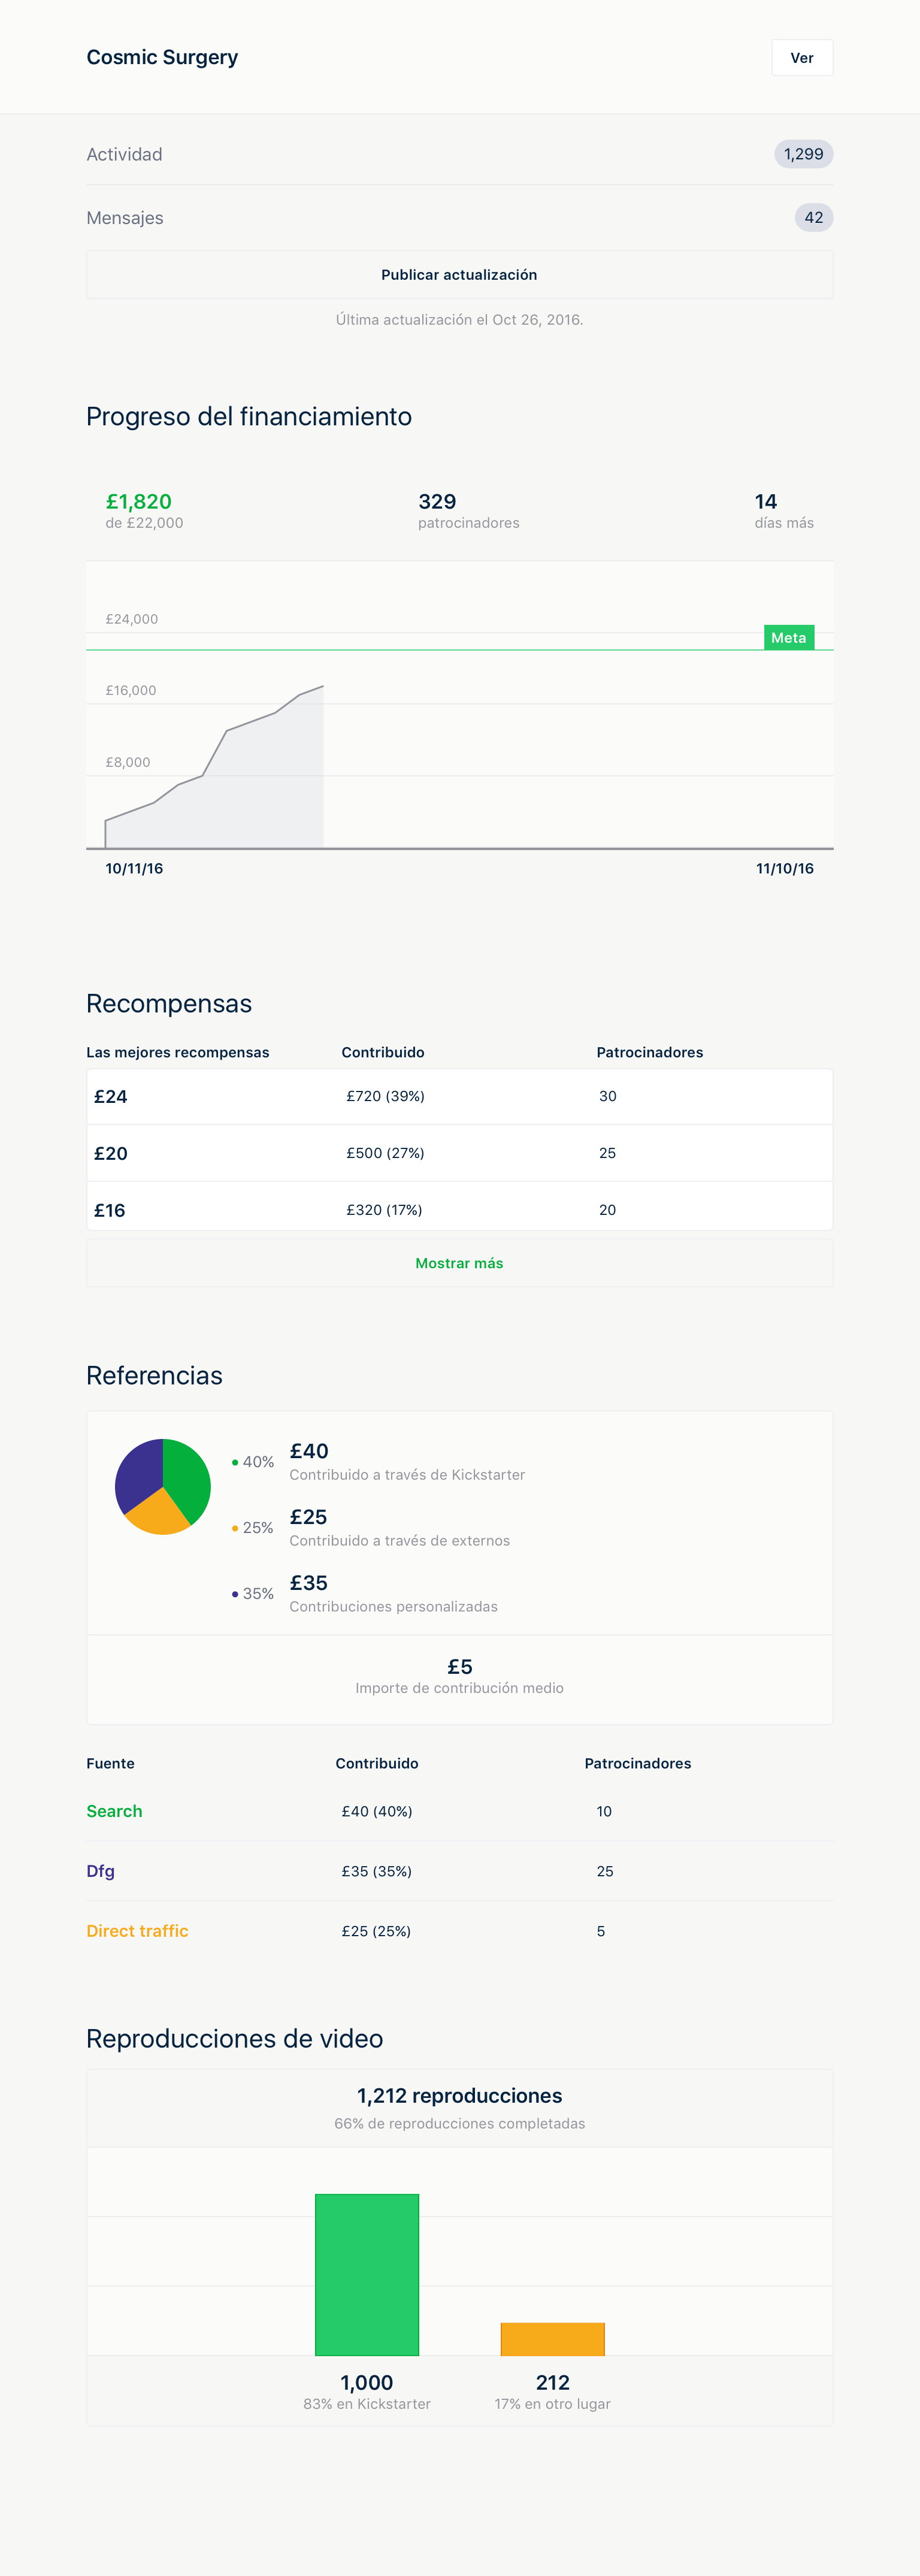 Cosmic Surgery
Ver
Actividad
1,299
Mensajes
42
Publicar actualización
Última actualización el Oct 26, 2016.
Progreso del financiamiento
£1,820
329
14
de £22,000
patrocinadores
días más
£24,000
Meta
£16,000
£8,000
10/11/16
11/10/16
Recompensas
Las mejores recompensas
Contribuido
Patrocinadores
£24
£720 (39%)
30
£20
£500 (27%)
25
£16
£320 (17%)
20
Mostrar más
Referencias
40%
£40
Contribuido a través de Kickstarter
25%
£25
Contribuido a través de externos
35%
£35
Contribuciones personalizadas
£5
Importe de contribución medio
Fuente
Contribuido
Patrocinadores
Search
£40 (40%)
10
Dfg
£35 (35%)
25
Direct traffic
£25 (25%)
5
Reproducciones de video
1,212 reproducciones
66% de reproducciones completadas
1,000
212
83% en Kickstarter
17% en otro lugar